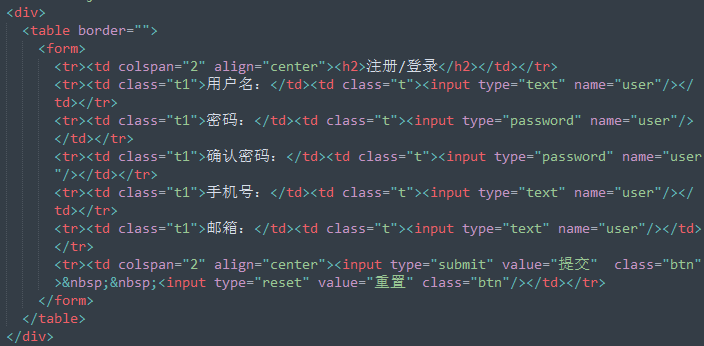 <div>
<table border="">
<form>
<tr><td colspan="2" align="center"><h2>注册/登录</h2></td></tr>
<tr><td class="t1">用户名：</td><td class="t"><input type="text" name="user"/></
td></tr>
<tr><td class="t1">密码：</td><td class="t"><input type="password" name="user"/>
</td></tr>
<tr><td class="t1">确认密码：</td><td class="t"><input type="password" name="user
"/></td></tr>
<tr><td class="t1">手机号：</td><td class="t"><input type="text" name="user"/></
td></tr>
<tr><td class="t1">邮箱：</td><td class="t"><input type="text" name="user"/></td>
</tr>
<tr><td colspan="2" align="center"><input type="submit" value="提交"  class="btn"
>&nbsp;&nbsp;<input type="reset" value="重置" class="btn"/></td></tr>
</form>
</table>
</div>